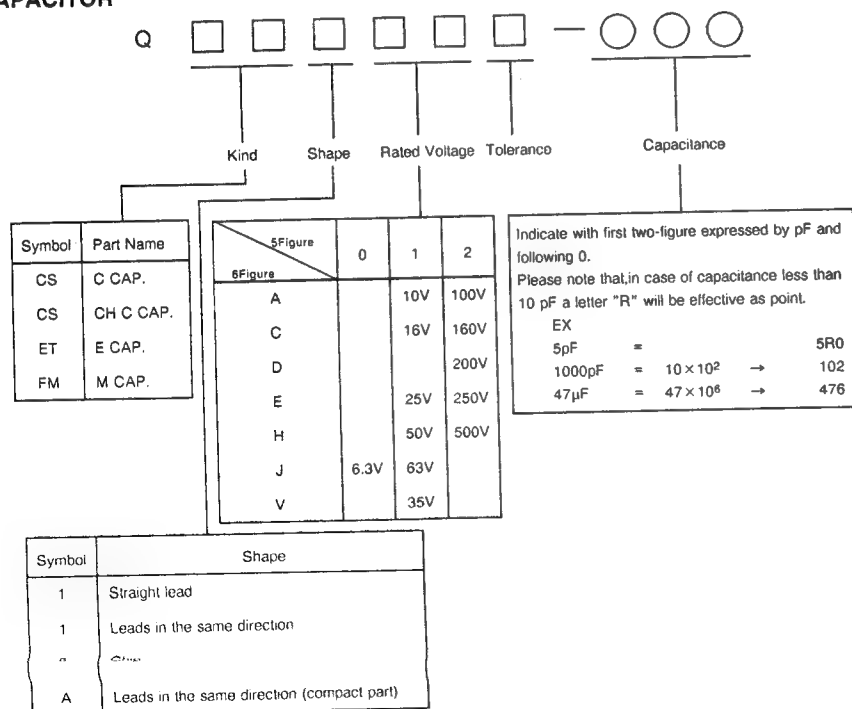 APACITOR
Q
Kind Shape Rated Voltage Tolerance Capacitance
Symbol Part Name
CS C CAP.
CS CH C CAP.
ET E CAP.
FM M CAP.
5Figure
6Figure
0 1 2
A 10V 100V
C 16V 160V
D 200V
E 25V 250V
H 50V 500V
J 6.3V 63V
V 35V
Indicate with first two-figure expressed by pF and
following 0.
Please note that,in case of capacitance less than
10 pF a letter "R" will be effective as point.
EX
5pF = 5R0
1000pF = 10×10² → 102
47µF = 47×10⁶ → 476
Symbol Shape
1 Straight lead
1 Leads in the same direction
A Leads in the same direction (compact part)